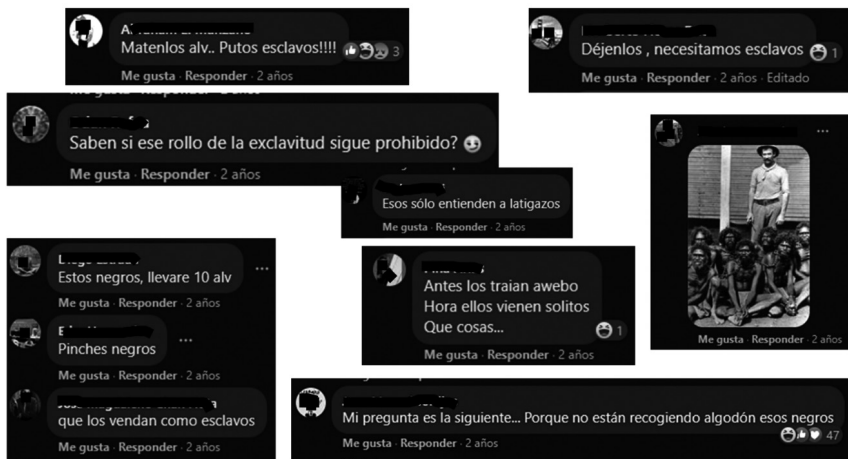 Matenlos alv.. Putos esclavos!!!! 3
Me gusta · Responder · 2 años
Déjenlos , necesitamos esclavos 1
Me gusta · Responder · 2 años · Editado
Saben si ese rollo de la exclavitud sigue prohibido?
Me gusta · Responder · 2 años
Esos sólo entienden a latigazos
Me gusta · Responder · 2 años
Me gusta · Responder · 2 años
Estos negros, llevare 10 alv
Me gusta · Responder · 2 años
Pinches negros
Me gusta · Responder · 2 años
que los vendan como esclavos
Me gusta · Responder · 2 años
Antes los traian awebo
Hora ellos vienen solitos
Que cosas...
1
Me gusta · Responder · 2 años
Mi pregunta es la siguiente... Porque no están recogiendo algodón esos negros
47
Me gusta · Responder · 2 años